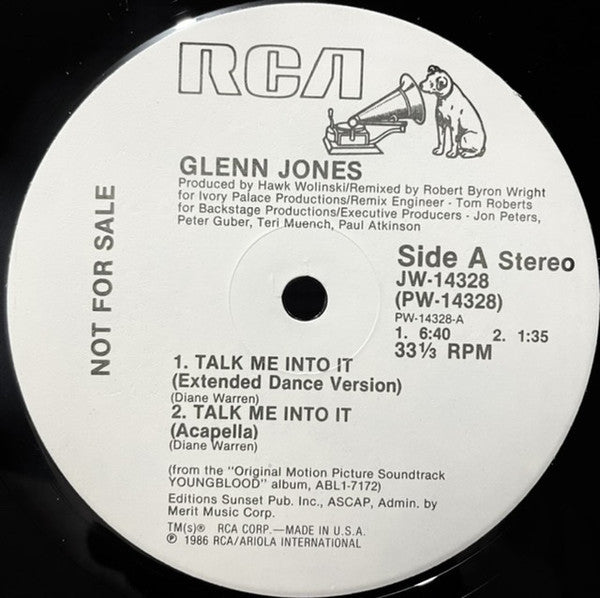 RCA
GLENN JONES
Produced by Hawk Wolinski/Remixed by Robert Byron Wright
for Ivory Palace Productions/Remix Engineer - Tom Roberts
for Backstage Productions/Executive Producers - Jon Peters,
Peter Guber, Teri Muench, Paul Atkinson
NOT FOR SALE
Side A Stereo
JW-14328
(PW-14328)
PW-14328-A
1. 6:40 2. 1:35
33⅓ RPM
1. TALK ME INTO IT
(Extended Dance Version)
(Diane Warren)
2. TALK ME INTO IT
(Acapella)
(Diane Warren)
(from the "Original Motion Picture Soundtrack
YOUNGBLOOD" album, ABL1-7172)
Editions Sunset Pub. Inc., ASCAP, Admin. by
Merit Music Corp.
TM(s)® RCA CORP.—MADE IN U.S.A.
℗ 1986 RCA/ARIOLA INTERNATIONAL